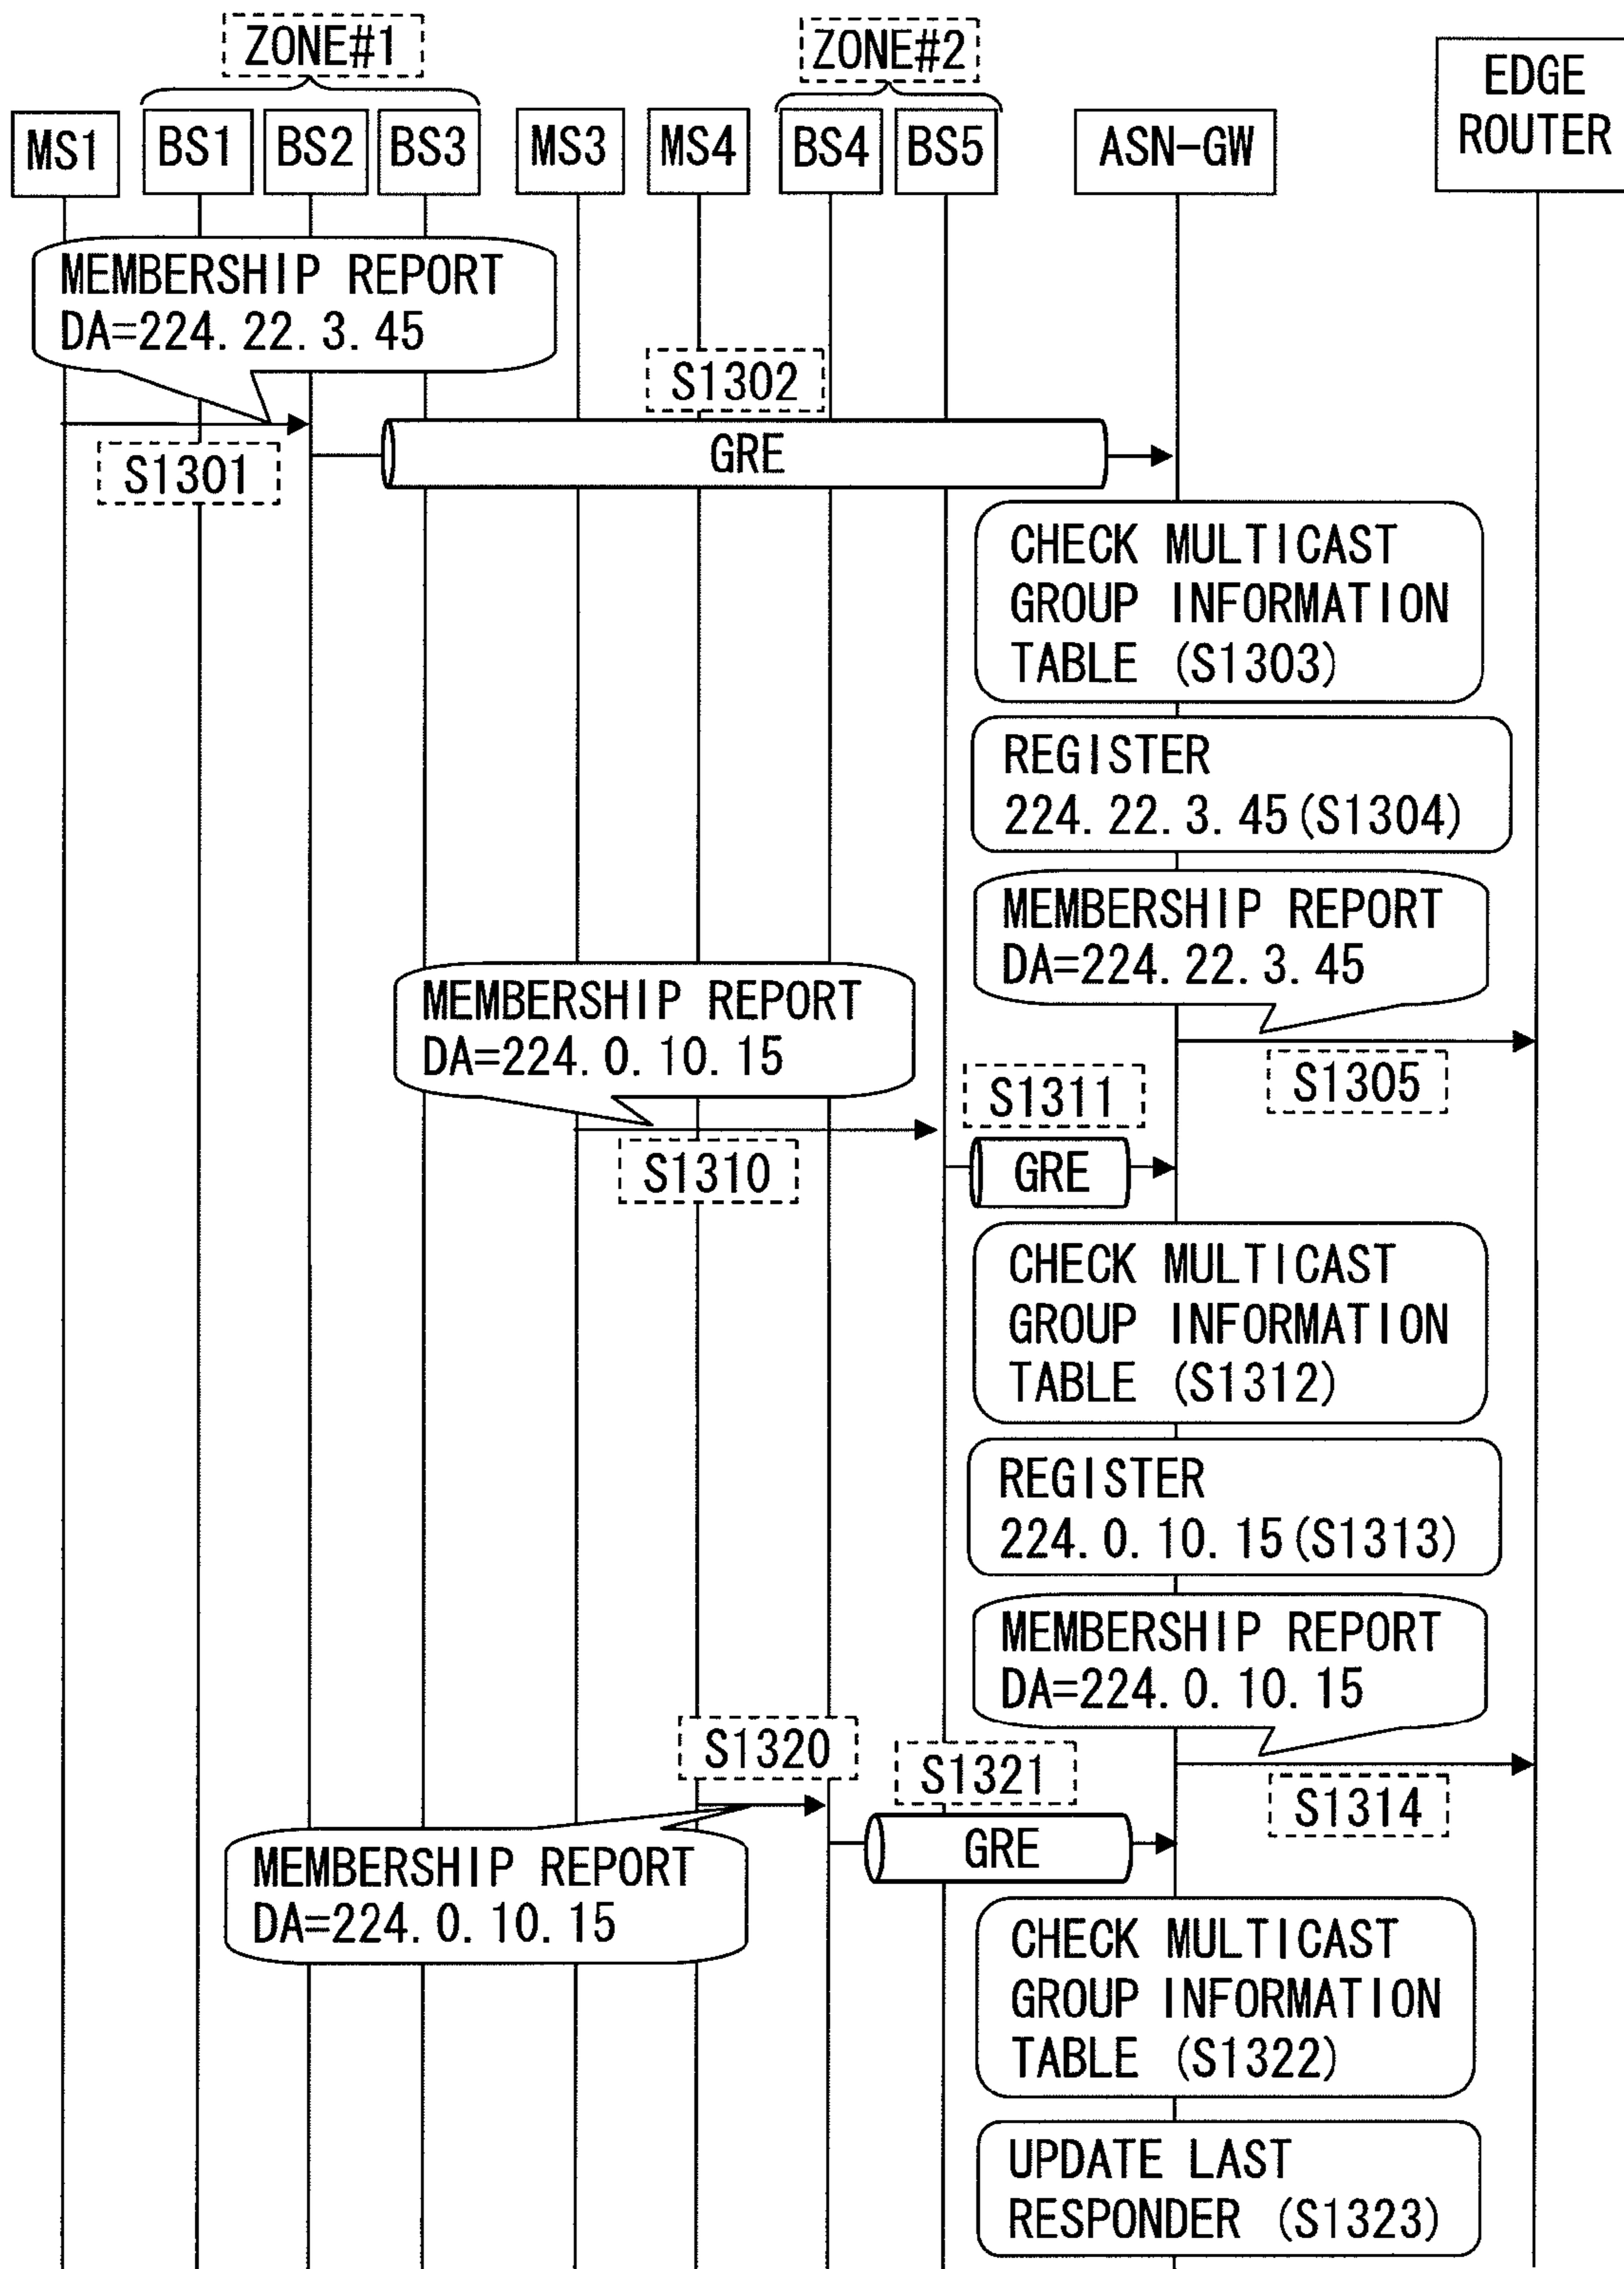 ZONE#1
ZONE#2
MS1
BS1
BS2
BS3
MS3
MS4
BS4
BS5
ASN-GW
EDGE
ROUTER
MEMBERSHIP REPORT
DA=224.22.3.45
S1301
S1302
GRE
CHECK MULTICAST
GROUP INFORMATION
TABLE (S1303)
REGISTER
224.22.3.45(S1304)
MEMBERSHIP REPORT
DA=224.22.3.45
S1305
MEMBERSHIP REPORT
DA=224.0.10.15
S1310
S1311
GRE
CHECK MULTICAST
GROUP INFORMATION
TABLE (S1312)
REGISTER
224.0.10.15(S1313)
MEMBERSHIP REPORT
DA=224.0.10.15
S1314
S1320
MEMBERSHIP REPORT
DA=224.0.10.15
S1321
GRE
CHECK MULTICAST
GROUP INFORMATION
TABLE (S1322)
UPDATE LAST
RESPONDER (S1323)